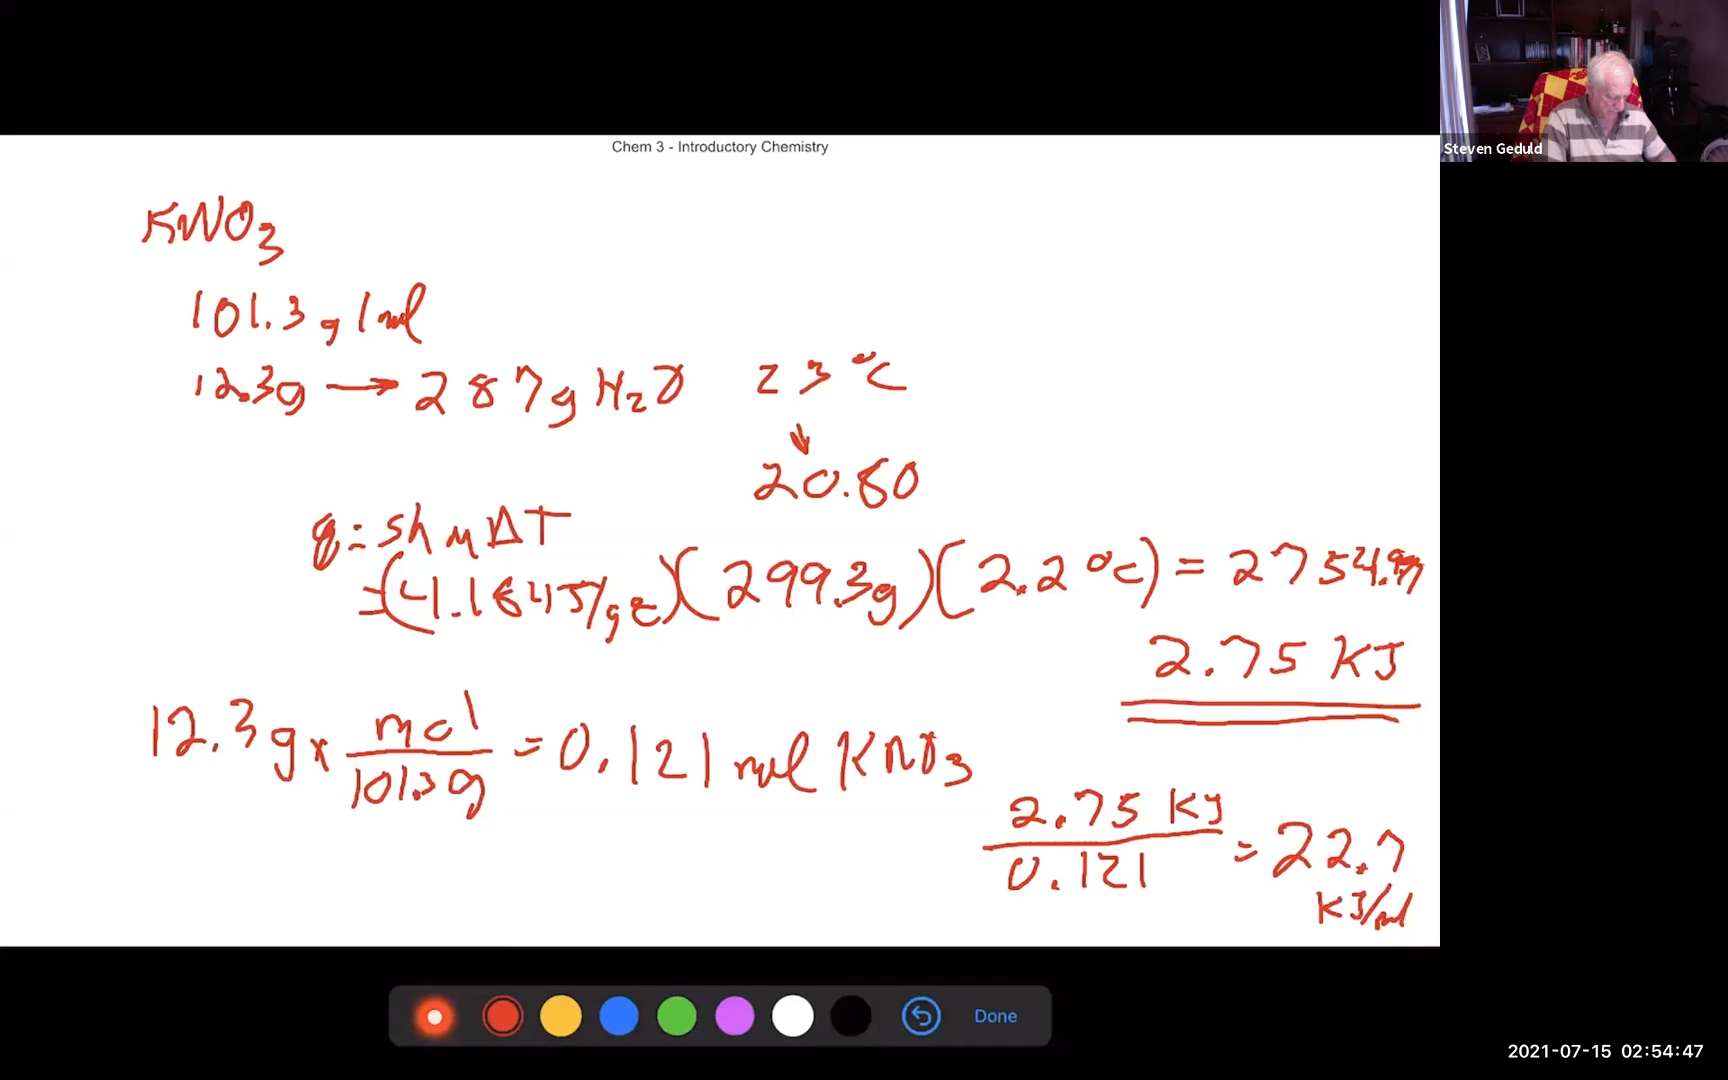 Chem 3 - Introductory Chemistry
Steven Geduld
KNO3
101.3 g/mol
12.3g → 287g H2O 23°C
↓
20.80
q = sh m ΔT
= (4.184 J/g°C)(299.3g)(2.2°C) = 2754.99
2.75 KJ
12.3g x mol/101.3g = 0.121 mol KNO3
2.75 KJ/0.121 = 22.7
KJ/mol
Done
2021-07-15 02:54:47